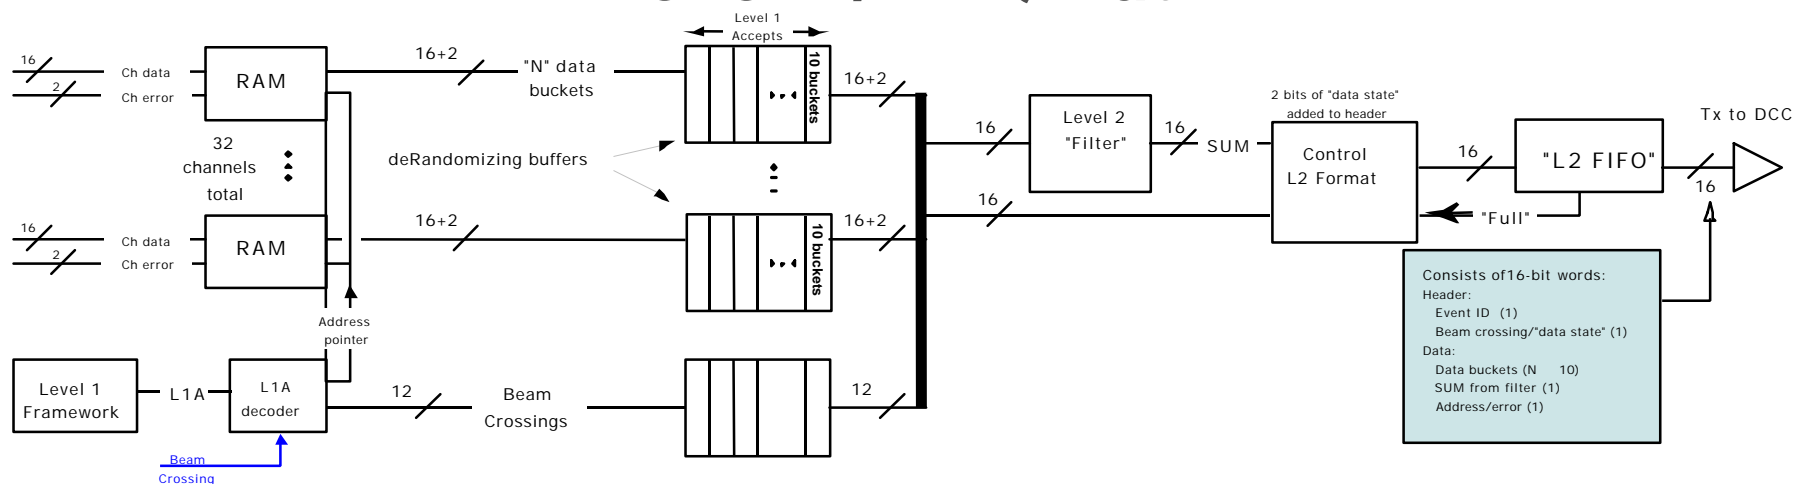 Level 1
Accepts
16
Ch data
2
Ch error
RAM
16+2
"N" data
buckets
10 buckets
16+2
32
channels
total
deRandomizing buffers
16
Level 2
"Filter"
16
SUM
2 bits of "data state"
added to header
Control
L2 Format
16
"L2 FIFO"
Tx to DCC
16
"Full"
16
Ch data
2
Ch error
RAM
16+2
10 buckets
16+2
16
Address
pointer
Level 1
Framework
L1A
L1A
decoder
12
Beam
Crossings
12
Beam
Crossing
Consists of16-bit words:
Header:
Event ID (1)
Beam crossing/"data state" (1)
Data:
Data buckets (N 10)
SUM from filter (1)
Address/error (1)